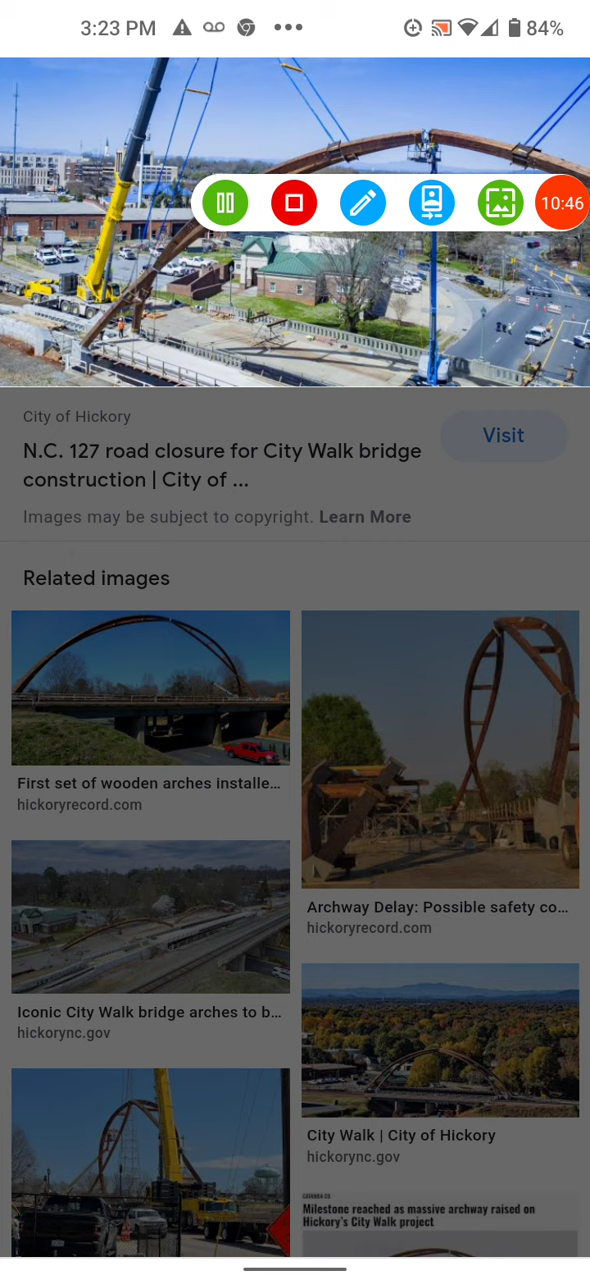 3:23 PM
84%
10:46
City of Hickory
N.C. 127 road closure for City Walk bridge
construction | City of ...
Visit
Images may be subject to copyright. Learn More
Related images
First set of wooden arches installe...
hickoryrecord.com
Archway Delay: Possible safety co...
hickoryrecord.com
Iconic City Walk bridge arches to b...
hickorync.gov
City Walk | City of Hickory
hickorync.gov
CATAWBA CO.
Milestone reached as massive archway raised on
Hickory's City Walk project